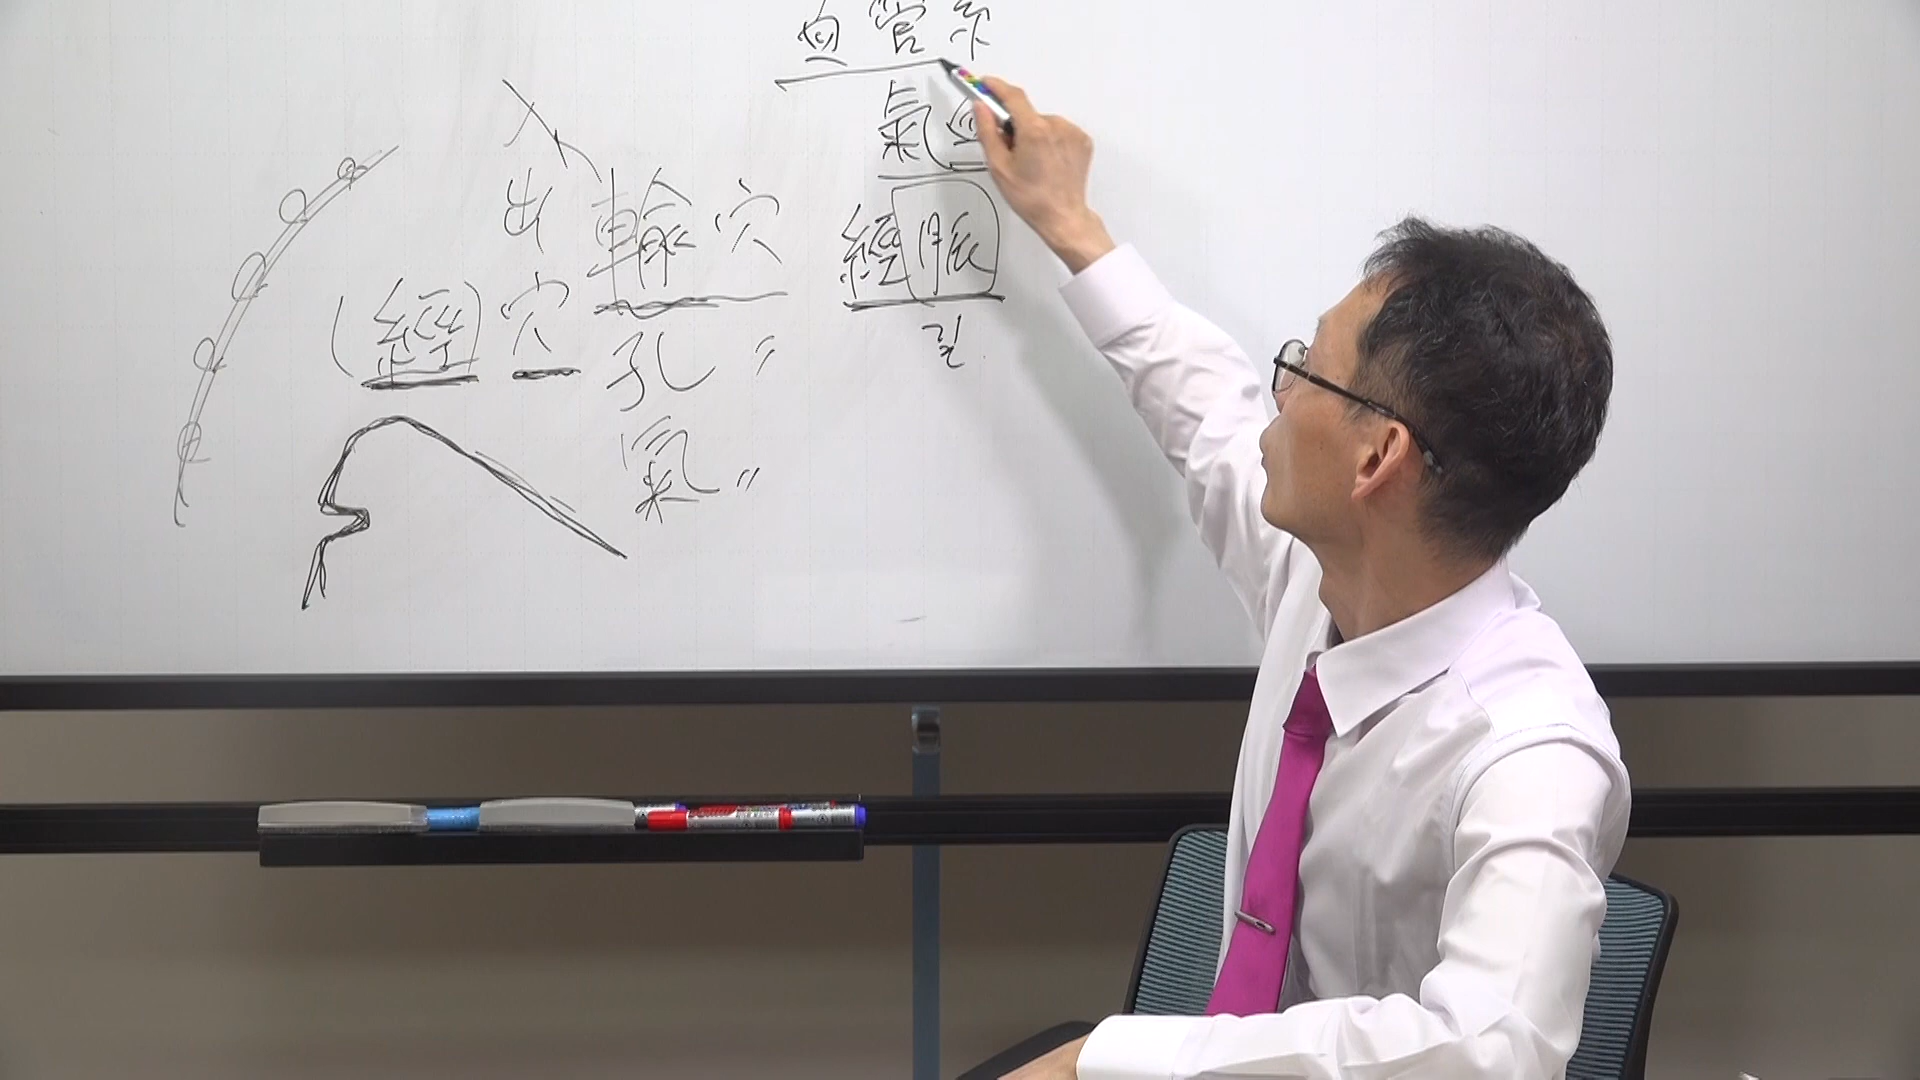 血管系
氣血
入
出 輸穴 經脈
(經)穴 孔〃 길
氣〃